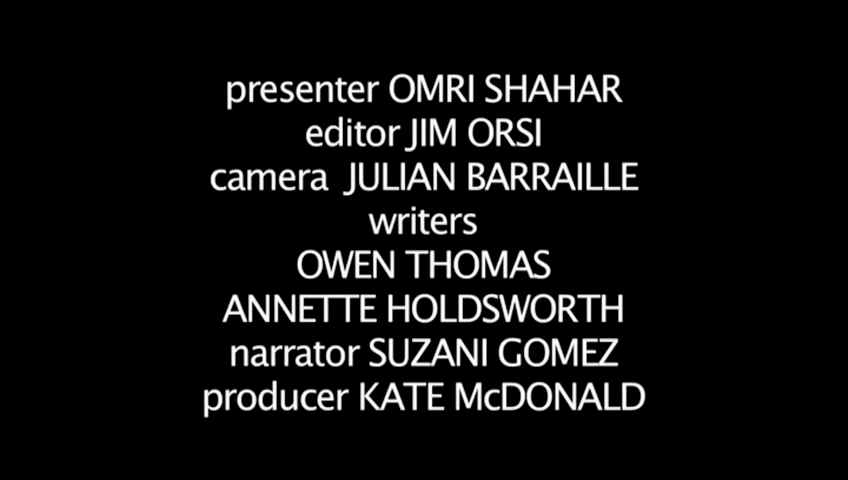 presenter OMRI SHAHAR
editor JIM ORSI
camera JULIAN BARRAILLE
writers
OWEN THOMAS
ANNETTE HOLDSWORTH
narrator SUZANI GOMEZ
producer KATE McDONALD